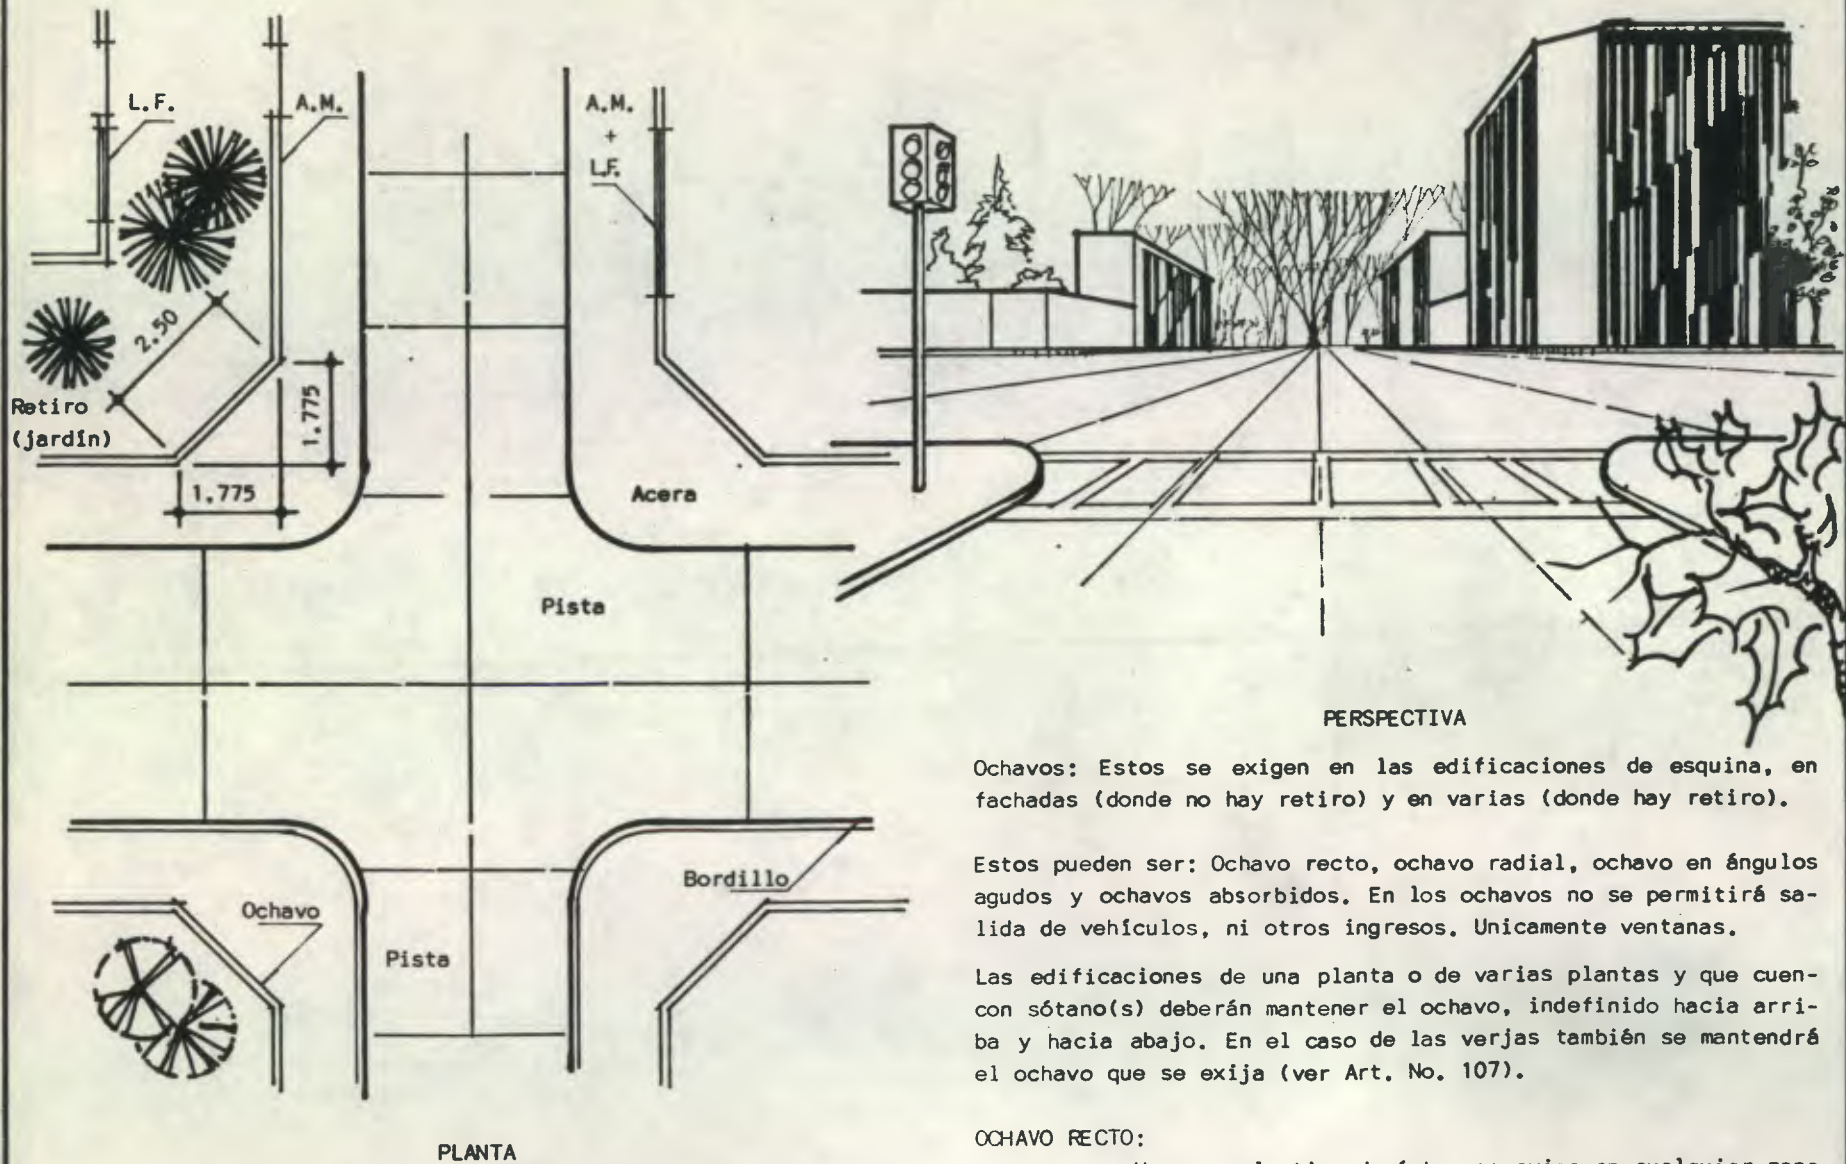 L.F.
A.M.
A.M.
+
L.F.
2.50
Retiro
(jardín)
1.775
1.775
Acera
Pista
Bordillo
Ochavo
Pista
PLANTA
PERSPECTIVA
Ochavos: Estos se exigen en las edificaciones de esquina, en
fachadas (donde no hay retiro) y en varias (donde hay retiro).
Estos pueden ser: Ochavo recto, ochavo radial, ochavo en ángulos
agudos y ochavos absorbidos. En los ochavos no se permitirá sa-
lida de vehículos, ni otros ingresos. Unicamente ventanas.
Las edificaciones de una planta o de varias plantas y que cuen-
con sótano(s) deberán mantener el ochavo, indefinido hacia arri-
ba y hacia abajo. En el caso de las verjas también se mantendrá
el ochavo que se exija (ver Art. No. 107).
OCHAVO RECTO: